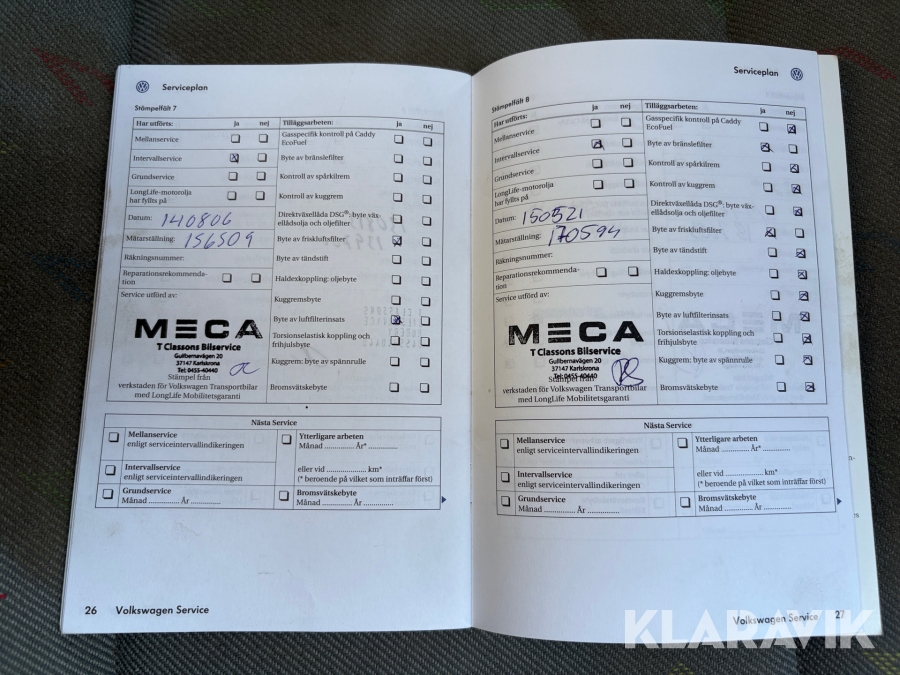 Serviceplan
Stämpelfält 7
Har utförts: ja nej
Mellanservice
Intervallservice
Grundservice
LongLife-motorolja
har fyllts på
Datum: 140806
Mätarställning: 156509
Räkningsnummer:
Reparationsrekommenda-
tion
Service utförd av:
MECA
T Classons Bilservice
Gullbernavägen 20
37147 Karlskrona
Tel: 0455-40440
Stämpel från
verkstaden för Volkswagen Transportbilar
med LongLife Mobilitetsgaranti
Tilläggsarbeten: ja nej
Gasspecifik kontroll på Caddy
EcoFuel
Byte av bränslefilter
Kontroll av spårkilrem
Kontroll av kuggrem
Direktväxellåda DSG®: byte väx-
ellådsolja och oljefilter
Byte av friskluftsfilter
Byte av tändstift
Haldexkoppling: oljebyte
Kuggremsbyte
Byte av luftfilterinsats
Torsionselastisk koppling och
frihjulsbyte
Kuggrem: byte av spännrulle
Bromsvätskebyte
Nästa Service
Mellanservice
enligt serviceintervallindikeringen
Intervallservice
enligt serviceintervallindikeringen
Grundservice
Månad .............. År ..............
Ytterligare arbeten
Månad .............. År* ..............
eller vid .................... km*
(* beroende på vilket som inträffar först)
Bromsvätskebyte
Månad .............. År ..............
26 Volkswagen Service
Serviceplan
Stämpelfält 8
Har utförts: ja nej
Mellanservice
Intervallservice
Grundservice
LongLife-motorolja
har fyllts på
Datum: 150521
Mätarställning: 170594
Räkningsnummer:
Reparationsrekommenda-
tion
Service utförd av:
MECA
T Classons Bilservice
Gullbernavägen 20
37147 Karlskrona
Tel: 0455-40440
Stämpel från
verkstaden för Volkswagen Transportbilar
med LongLife Mobilitetsgaranti
Tilläggsarbeten: ja nej
Gasspecifik kontroll på Caddy
EcoFuel
Byte av bränslefilter
Kontroll av spårkilrem
Kontroll av kuggrem
Direktväxellåda DSG®: byte väx-
ellådsolja och oljefilter
Byte av friskluftsfilter
Byte av tändstift
Haldexkoppling: oljebyte
Kuggremsbyte
Byte av luftfilterinsats
Torsionselastisk koppling och
frihjulsbyte
Kuggrem: byte av spännrulle
Bromsvätskebyte
Nästa Service
Mellanservice
enligt serviceintervallindikeringen
Intervallservice
enligt serviceintervallindikeringen
Grundservice
Månad .............. År ..............
Ytterligare arbeten
Månad .............. År* ..............
eller vid .................... km*
(* beroende på vilket som inträffar först)
Bromsvätskebyte
Månad .............. År ..............
Volkswagen Service 27
KLARAVIK